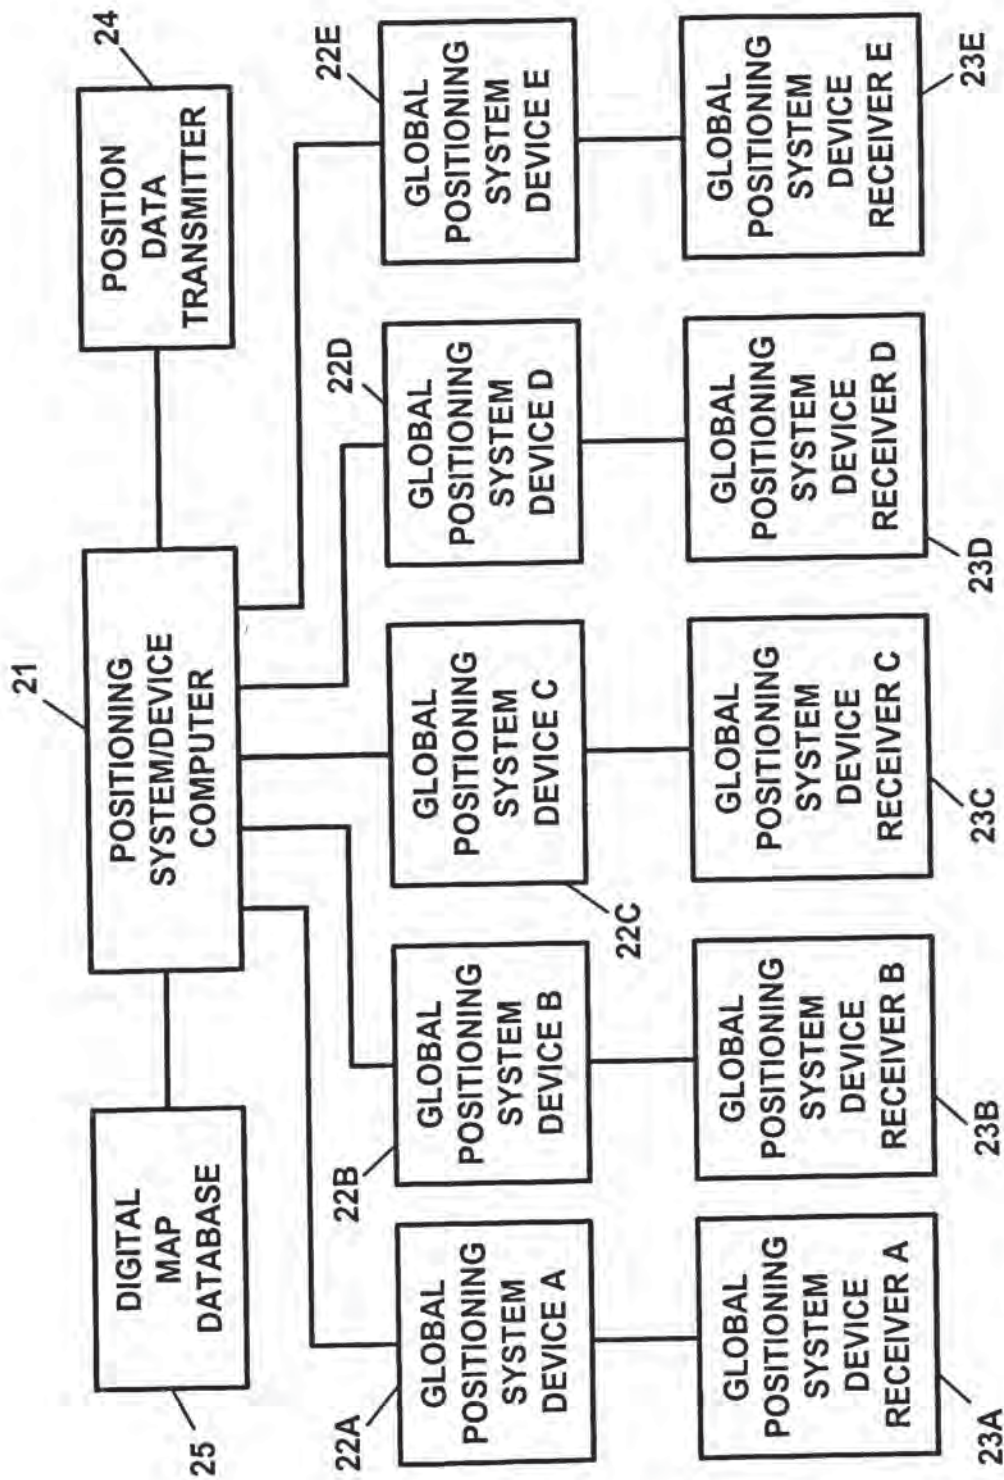 25
DIGITAL
MAP
DATABASE
21
POSITIONING
SYSTEM/DEVICE
COMPUTER
24
POSITION
DATA
TRANSMITTER
22A
GLOBAL
POSITIONING
SYSTEM
DEVICE A
22B
GLOBAL
POSITIONING
SYSTEM
DEVICE B
22C
GLOBAL
POSITIONING
SYSTEM
DEVICE C
22D
GLOBAL
POSITIONING
SYSTEM
DEVICE D
22E
GLOBAL
POSITIONING
SYSTEM
DEVICE E
23A
GLOBAL
POSITIONING
SYSTEM
DEVICE
RECEIVER A
23B
GLOBAL
POSITIONING
SYSTEM
DEVICE
RECEIVER B
23C
GLOBAL
POSITIONING
SYSTEM
DEVICE
RECEIVER C
23D
GLOBAL
POSITIONING
SYSTEM
DEVICE
RECEIVER D
23E
GLOBAL
POSITIONING
SYSTEM
DEVICE
RECEIVER E